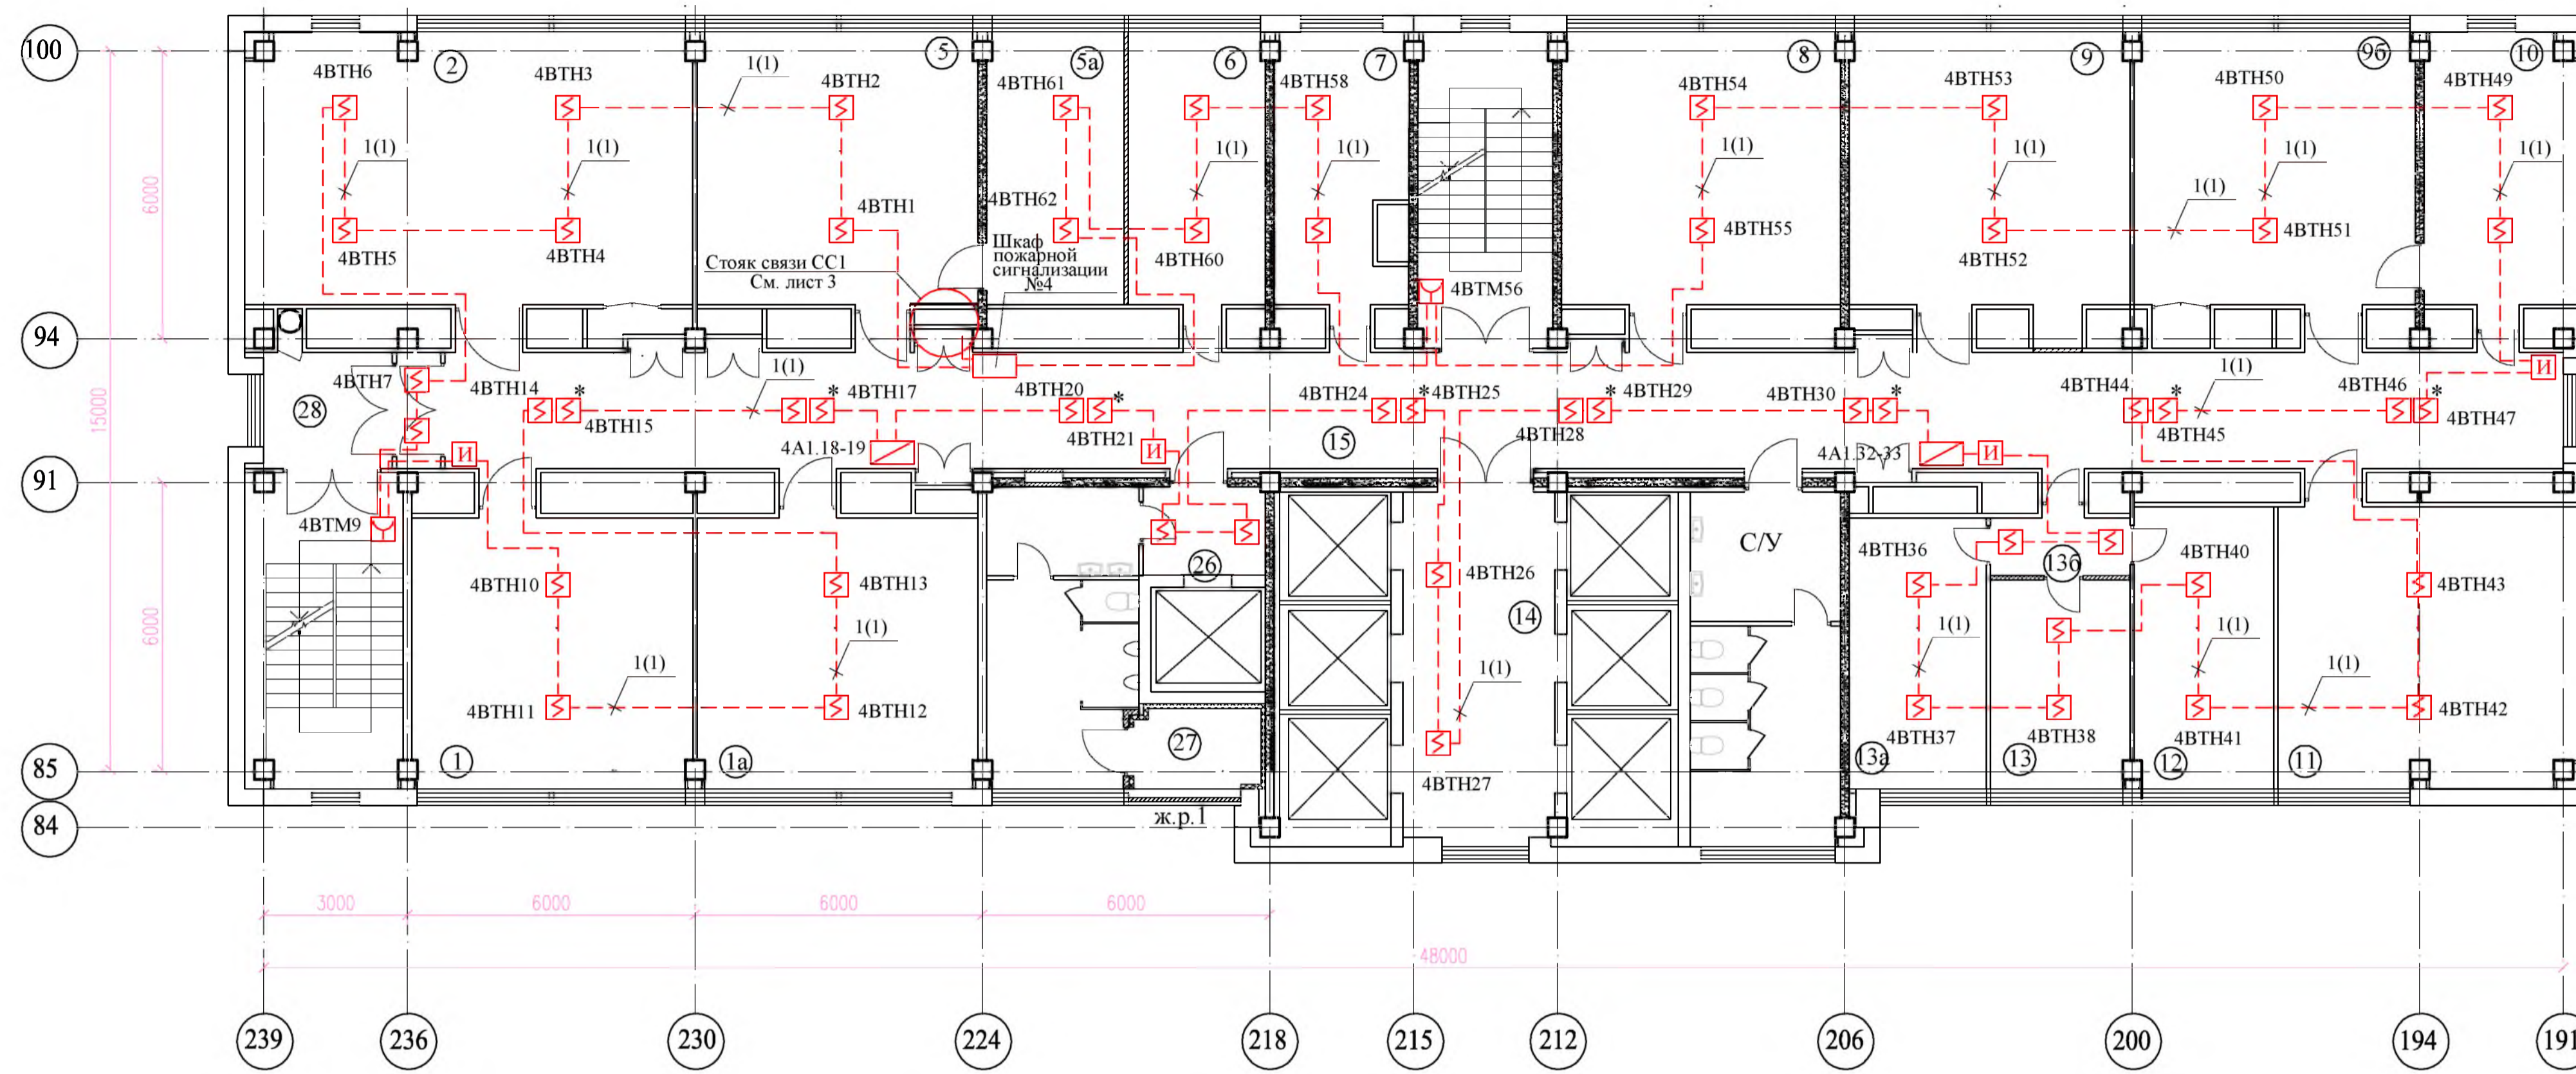 100
2
5
5а
6
7
8
9
9б
10
4ВТН6
4ВТН3
1(1)
4ВТН2
4ВТН61
4ВТН58
4ВТН54
4ВТН53
4ВТН50
4ВТН49
1(1)
1(1)
1(1)
1(1)
1(1)
1(1)
1(1)
1(1)
6000
1(1)
4ВТН1
4ВТН62
4ВТН5
4ВТН4
4ВТН60
4ВТН55
4ВТН52
4ВТН51
Шкаф
пожарной
сигнализации
№4
Стояк связи СС1
См. лист 3
4ВТМ56
94
15000
28
4ВТН7
4ВТН14
1(1)
* 4ВТН17
4ВТН20
*
4ВТН24
* 4ВТН25
* 4ВТН29
4ВТН30
*
4ВТН44
*
1(1)
4ВТН46
*
И
4ВТН15
4А1.18-19
4ВТН21
И
15
4ВТН28
4А1.32-33
И
4ВТН45
4ВТН47
И
91
4ВТМ9
С/У
26
13б
4ВТН10
4ВТН13
4ВТН26
4ВТН36
4ВТН40
4ВТН43
6000
14
1(1)
1(1)
1(1)
1(1)
1(1)
1(1)
4ВТН11
4ВТН12
4ВТН37
4ВТН38
4ВТН41
4ВТН42
85
1
1а
27
4ВТН27
13а
13
12
11
84
ж.р.1
3000
6000
6000
6000
48000
239
236
230
224
218
215
212
206
200
194
191